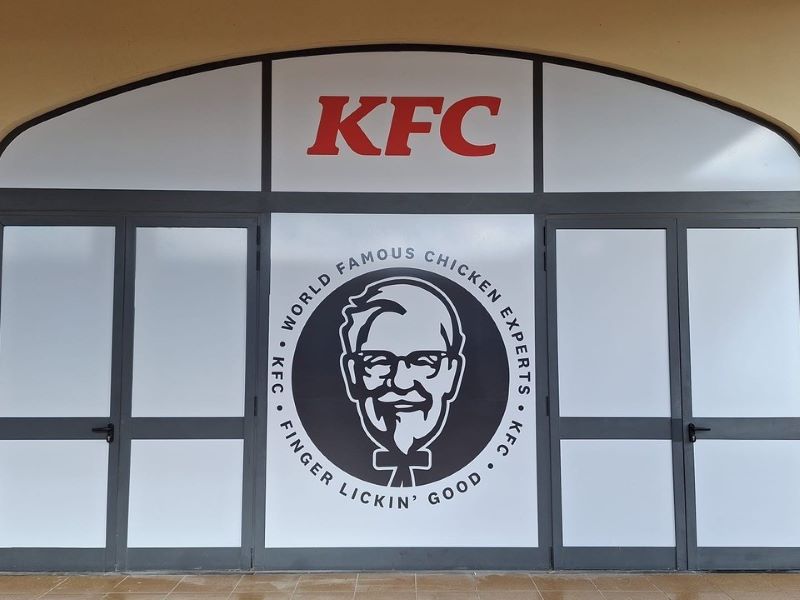 KFC
WORLD FAMOUS CHICKEN EXPERTS • KFC •
FINGER LICKIN' GOOD • KFC •